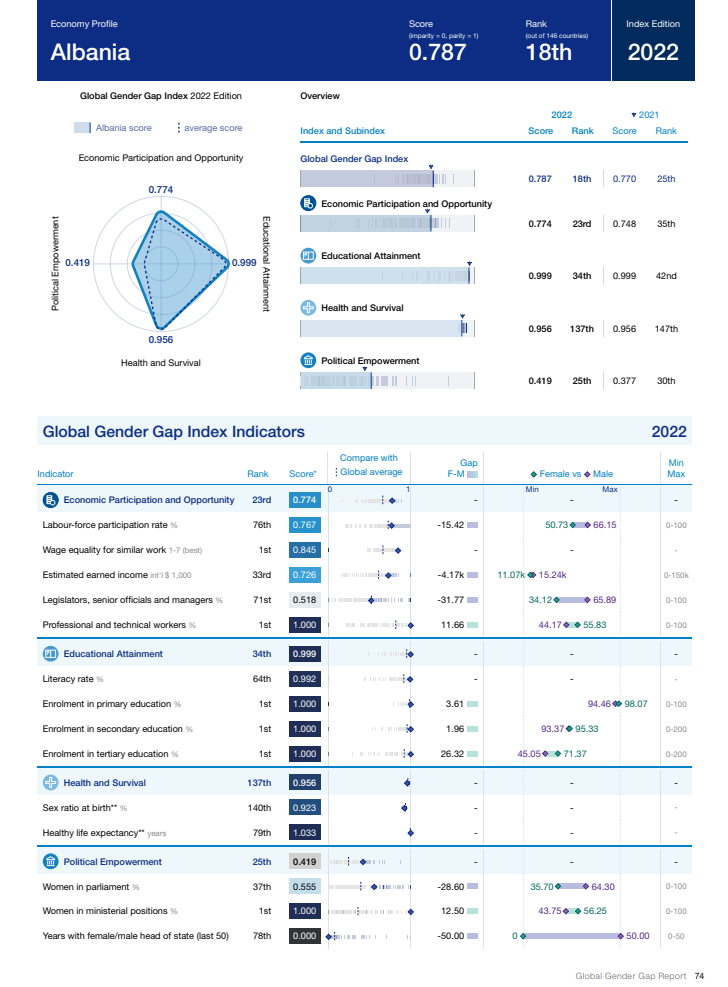 Economy Profile
Score
Rank
Index Edition
(imparity = 0, parity = 1)
(out of 146 countries)
Albania
0.787
18th
2022
Global Gender Gap Index 2022 Edition
Albania score
average score
Economic Participation and Opportunity
0.774
Political Empowerment
0.419
0.999
Educational Attainment
0.956
Health and Survival
Overview
2022
2021
Index and Subindex
Score Rank Score Rank
Global Gender Gap Index
0.787 18th 0.770 25th
Economic Participation and Opportunity
0.774 23rd 0.748 35th
Educational Attainment
0.999 34th 0.999 42nd
Health and Survival
0.956 137th 0.956 147th
Political Empowerment
0.419 25th 0.377 30th
Global Gender Gap Index Indicators 2022
Indicator Rank Score* Compare with Global average Gap F-M Female vs Male Min Max
0 1 Min Max
Economic Participation and Opportunity 23rd 0.774 - - -
Labour-force participation rate % 76th 0.767 -15.42 50.73 66.15 0-100
Wage equality for similar work 1-7 (best) 1st 0.845 - - -
Estimated earned income int'l $ 1,000 33rd 0.726 -4.17k 11.07k 15.24k 0-150k
Legislators, senior officials and managers % 71st 0.518 -31.77 34.12 65.89 0-100
Professional and technical workers % 1st 1.000 11.66 44.17 55.83 0-100
Educational Attainment 34th 0.999 - - -
Literacy rate % 64th 0.992 - - -
Enrolment in primary education % 1st 1.000 3.61 94.46 98.07 0-100
Enrolment in secondary education % 1st 1.000 1.96 93.37 95.33 0-200
Enrolment in tertiary education % 1st 1.000 26.32 45.05 71.37 0-200
Health and Survival 137th 0.956 - - -
Sex ratio at birth** % 140th 0.923 - - -
Healthy life expectancy** years 79th 1.033 - - -
Political Empowerment 25th 0.419 - - -
Women in parliament % 37th 0.555 -28.60 35.70 64.30 0-100
Women in ministerial positions % 1st 1.000 12.50 43.75 56.25 0-100
Years with female/male head of state (last 50) 78th 0.000 -50.00 0 50.00 0-50
Global Gender Gap Report 74